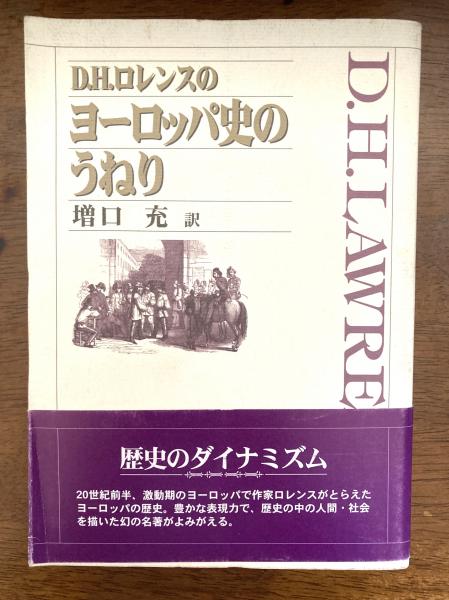 D.H.ロレンスの
ヨーロッパ史の
うねり
増口 充 訳
D.H.LAWRE
歴史のダイナミズム
20世紀前半、激動期のヨーロッパで作家ロレンスがとらえた
ヨーロッパの歴史。豊かな表現力で、歴史の中の人間・社会
を描いた幻の名著がよみがえる。